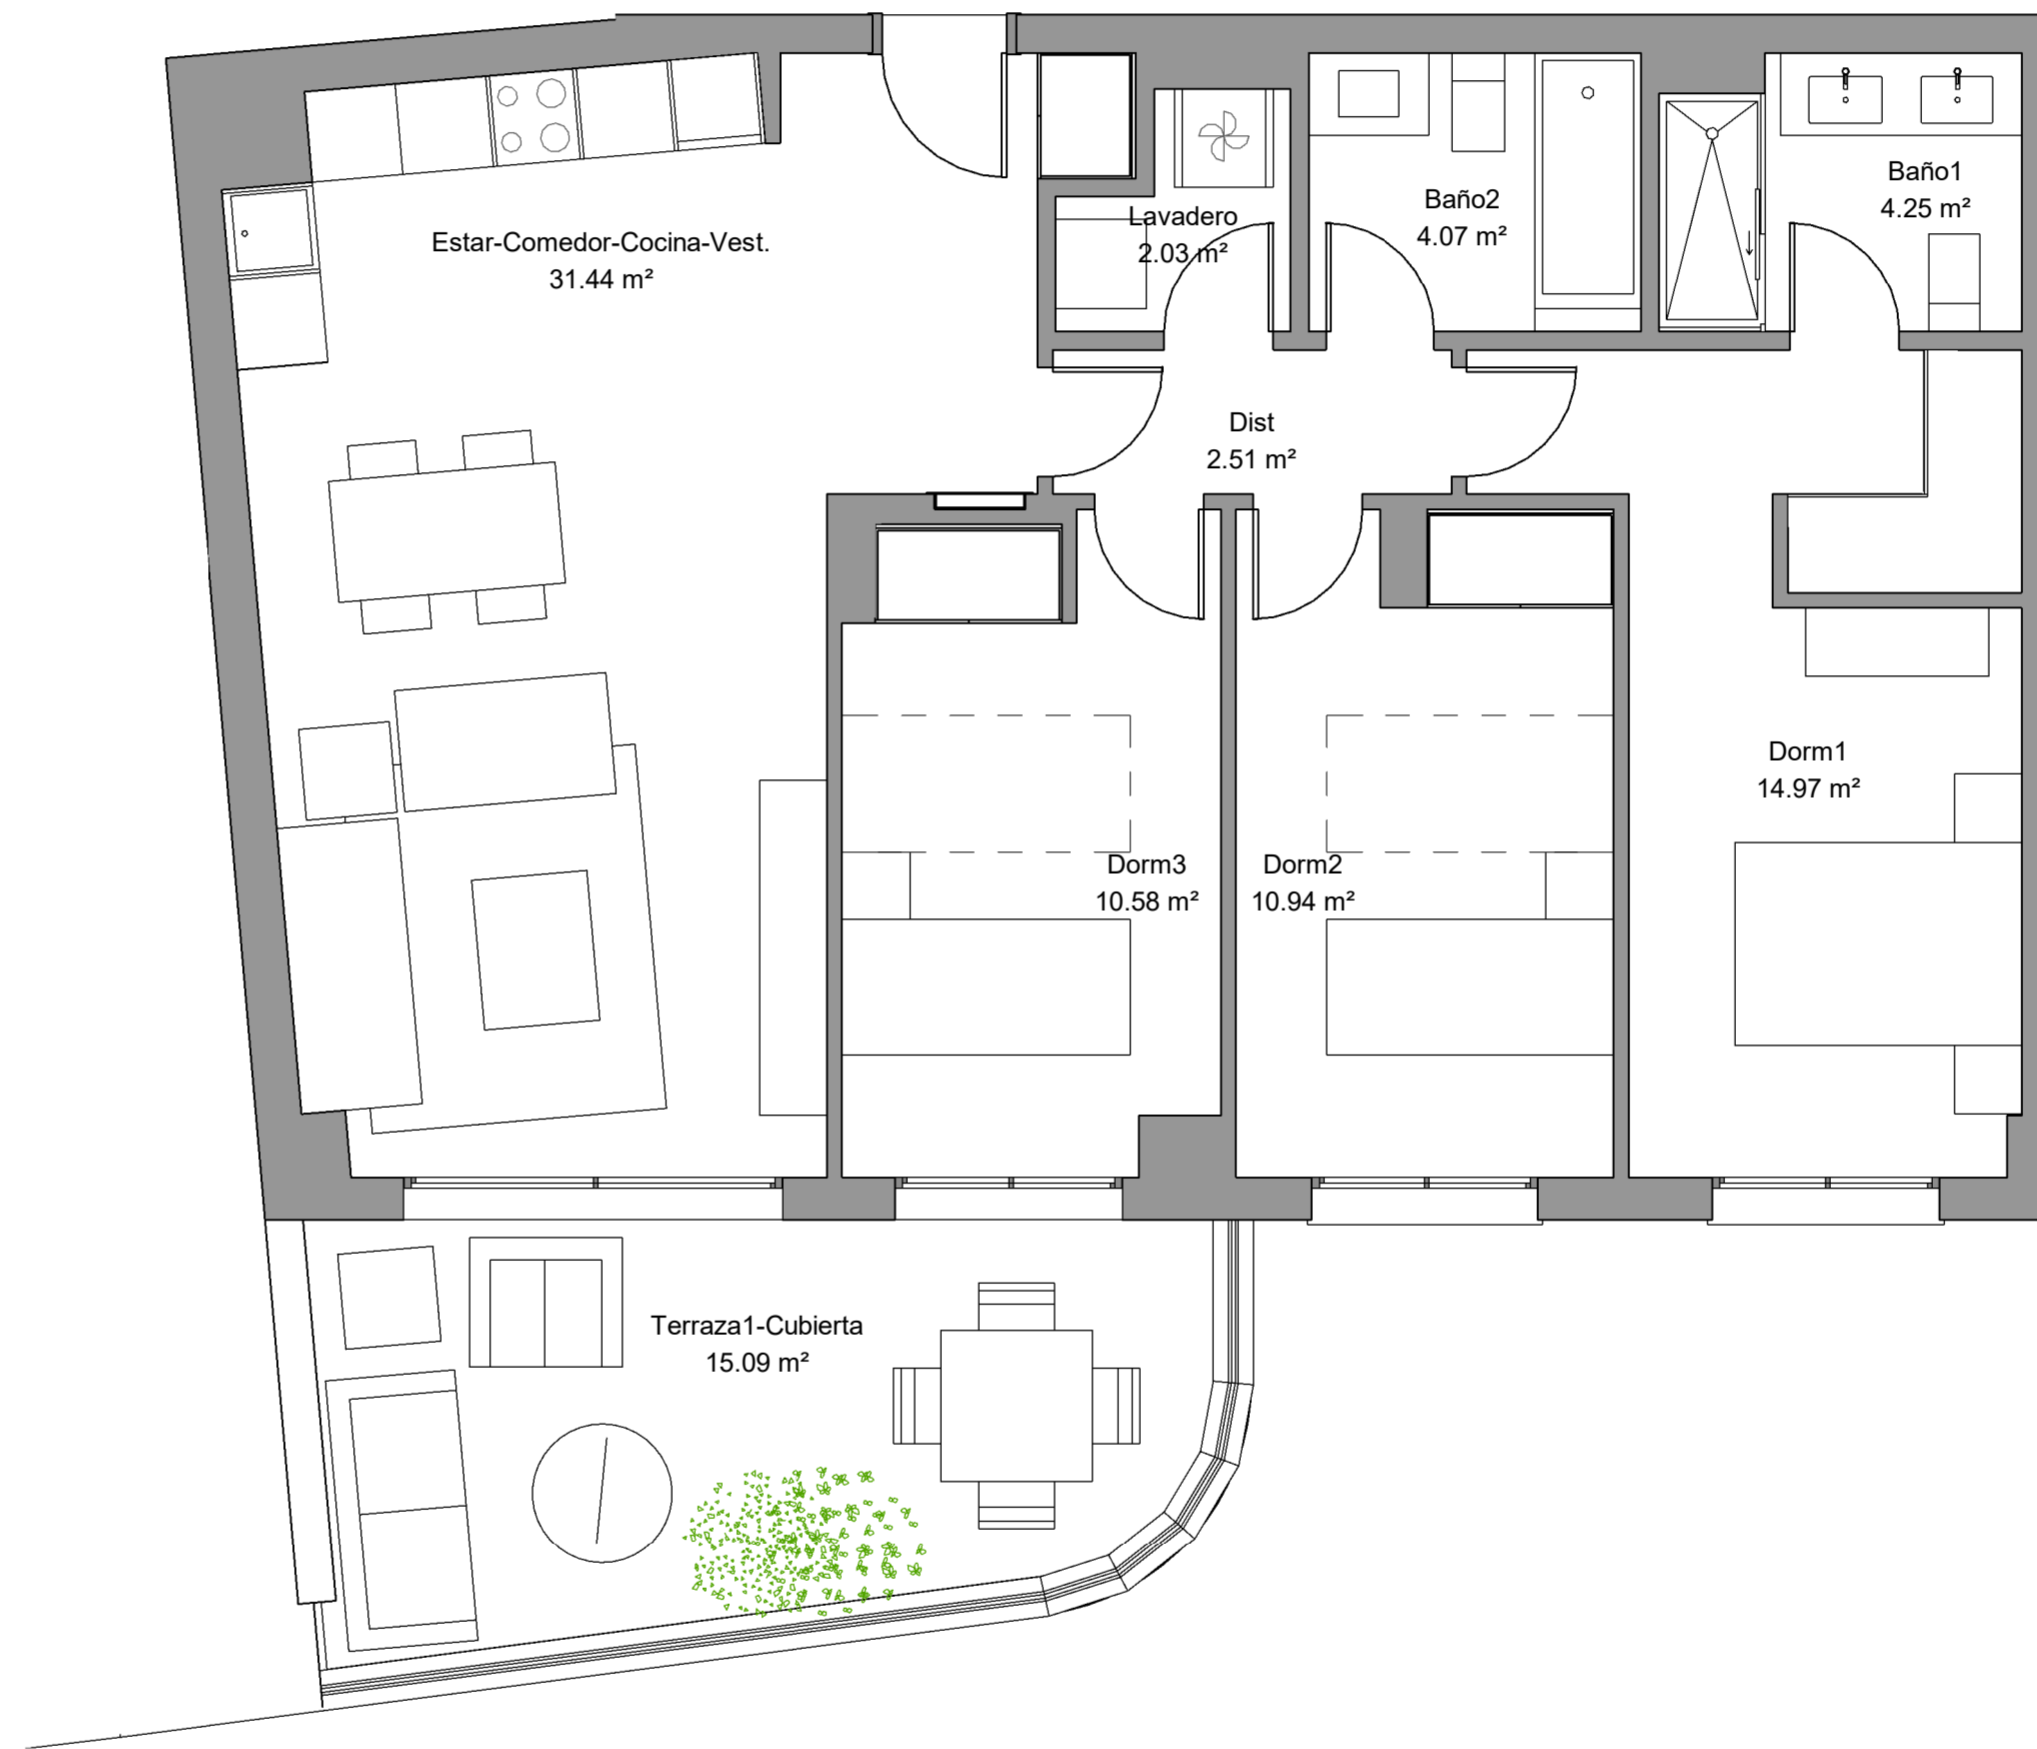 Estar-Comedor-Cocina-Vest.
31.44 m²
Lavadero
2.03 m²
Baño2
4.07 m²
Baño1
4.25 m²
Dist
2.51 m²
Dorm1
14.97 m²
Dorm3
10.58 m²
Dorm2
10.94 m²
Terraza1-Cubierta
15.09 m²